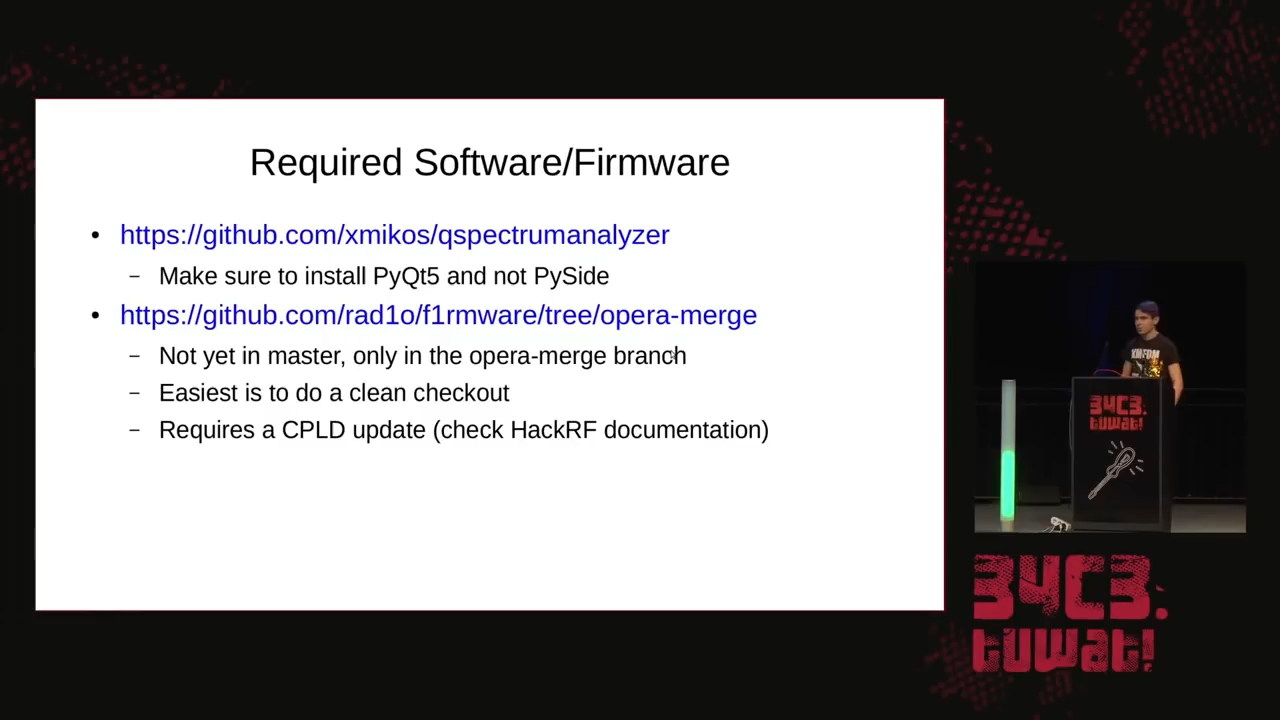 Required Software/Firmware
• https://github.com/xmikos/qspectrumanalyzer
– Make sure to install PyQt5 and not PySide
• https://github.com/rad1o/f1rmware/tree/opera-merge
– Not yet in master, only in the opera-merge branch
– Easiest is to do a clean checkout
– Requires a CPLD update (check HackRF documentation)
34C3.
tuwat!
34C3.
tuwat!